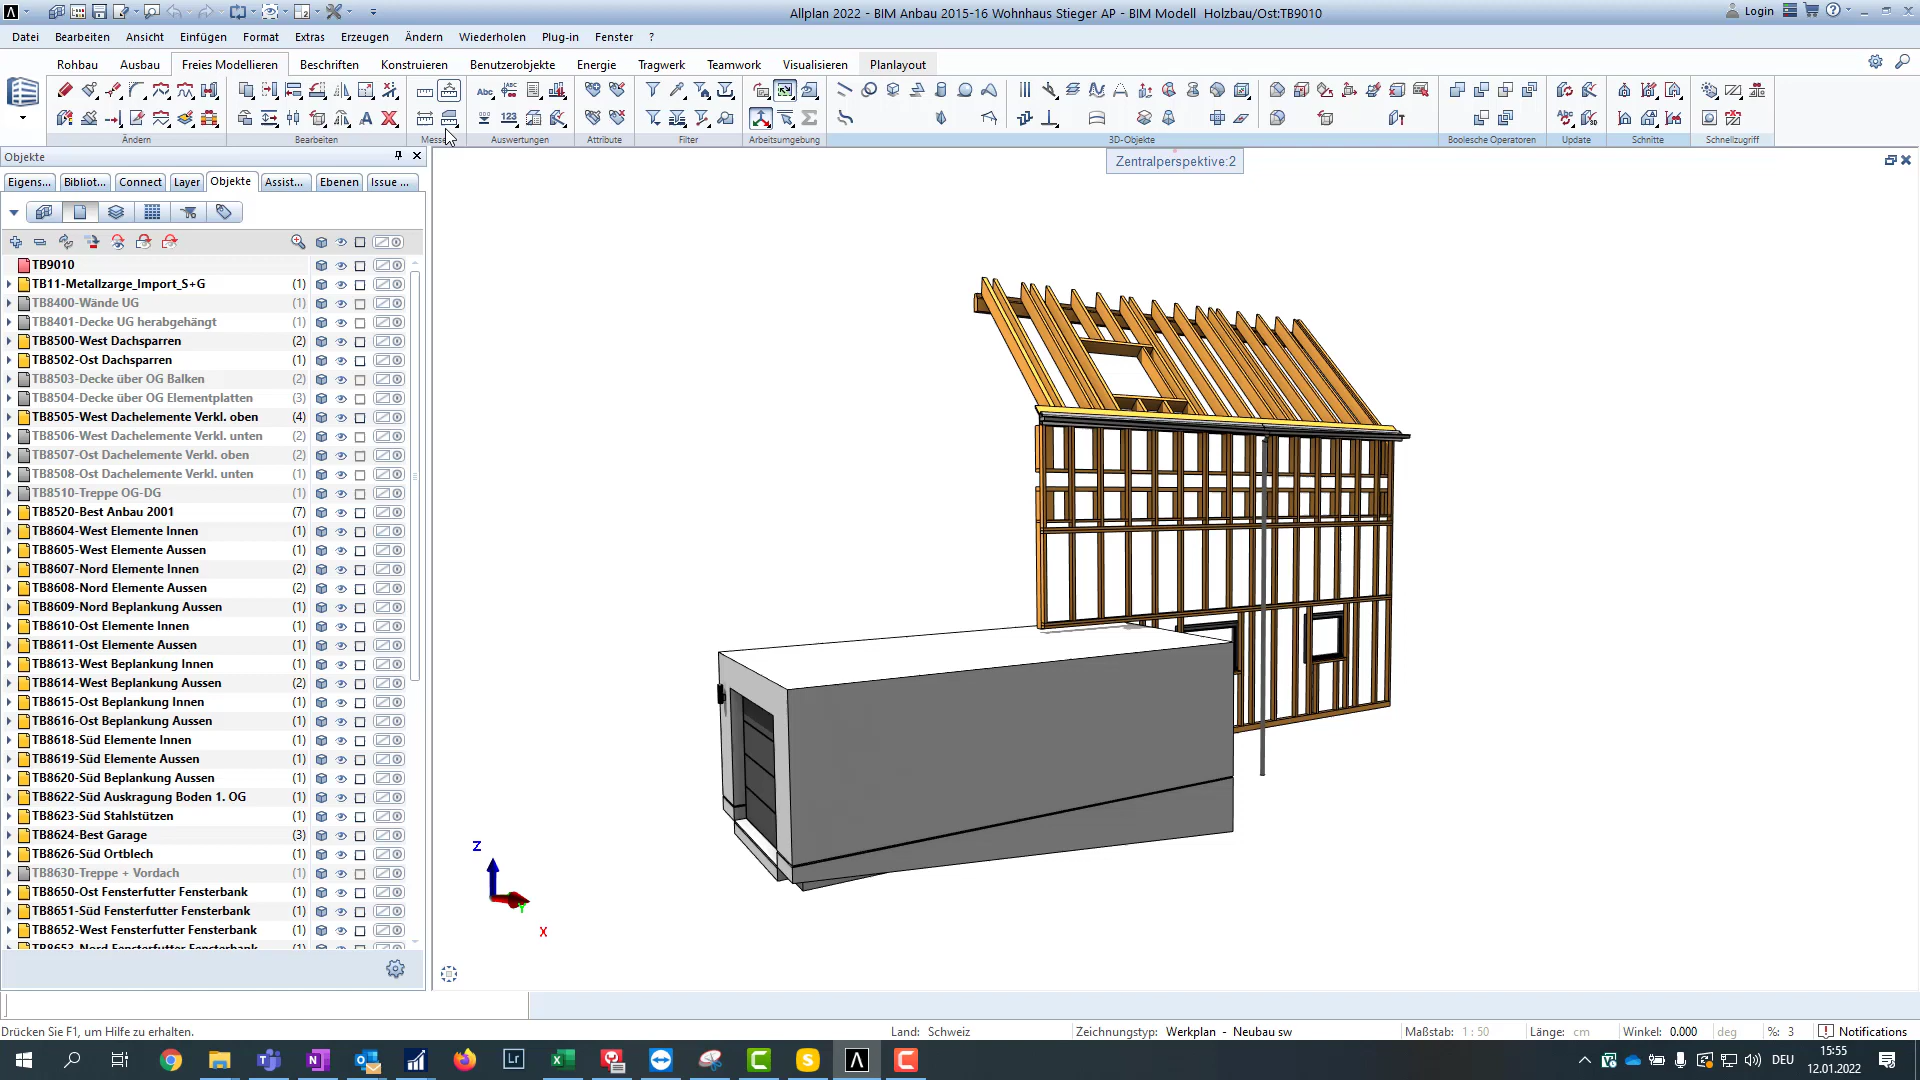 Allplan 2022 - BIM Anbau 2015-16 Wohnhaus Stieger AP - BIM Modell  Holzbau/Ost:TB9010
Login
Datei Bearbeiten Ansicht Einfügen Format Extras Erzeugen Ändern Wiederholen Plug-in Fenster ?
Rohbau Ausbau Freies Modellieren Beschriften Konstruieren Benutzerobjekte Energie Tragwerk Teamwork Visualisieren Planlayout
Ändern Bearbeiten Messe Auswertungen Attribute Filter Arbeitsumgebung 3D-Objekte Boolesche Operatoren Update Schnitte Schnellzugriff
Objekte
Zentralperspektive:2
Eigens... Bibliot... Connect Layer Objekte Assist... Ebenen Issue ...
TB9010
TB11-Metallzarge_Import_S+G (1)
TB8400-Wände UG (1)
TB8401-Decke UG herabgehängt (1)
TB8500-West Dachsparren (2)
TB8502-Ost Dachsparren (1)
TB8503-Decke über OG Balken (2)
TB8504-Decke über OG Elementplatten (3)
TB8505-West Dachelemente Verkl. oben (4)
TB8506-West Dachelemente Verkl. unten (2)
TB8507-Ost Dachelemente Verkl. oben (2)
TB8508-Ost Dachelemente Verkl. unten (1)
TB8510-Treppe OG-DG (1)
TB8520-Best Anbau 2001 (7)
TB8604-West Elemente Innen (1)
TB8605-West Elemente Aussen (1)
TB8607-Nord Elemente Innen (2)
TB8608-Nord Elemente Aussen (2)
TB8609-Nord Beplankung Aussen (1)
TB8610-Ost Elemente Innen (1)
TB8611-Ost Elemente Aussen (1)
TB8613-West Beplankung Innen (1)
TB8614-West Beplankung Aussen (2)
TB8615-Ost Beplankung Innen (1)
TB8616-Ost Beplankung Aussen (1)
TB8618-Süd Elemente Innen (1)
TB8619-Süd Elemente Aussen (1)
TB8620-Süd Beplankung Aussen (1)
TB8622-Süd Auskragung Boden 1. OG (1)
TB8623-Süd Stahlstützen (1)
TB8624-Best Garage (3)
TB8626-Süd Ortblech (1)
TB8630-Treppe + Vordach (1)
TB8650-Ost Fensterfutter Fensterbank (1)
TB8651-Süd Fensterfutter Fensterbank (1)
TB8652-West Fensterfutter Fensterbank (1)
TB8653-Nord Fensterfutter Fensterbank (1)
Z
X
Drücken Sie F1, um Hilfe zu erhalten.
Land: Schweiz Zeichnungstyp: Werkplan - Neubau sw Maßstab: 1 : 50 Länge: cm Winkel: 0.000 deg %: 3 Notifications
DEU
15:55
12.01.2022